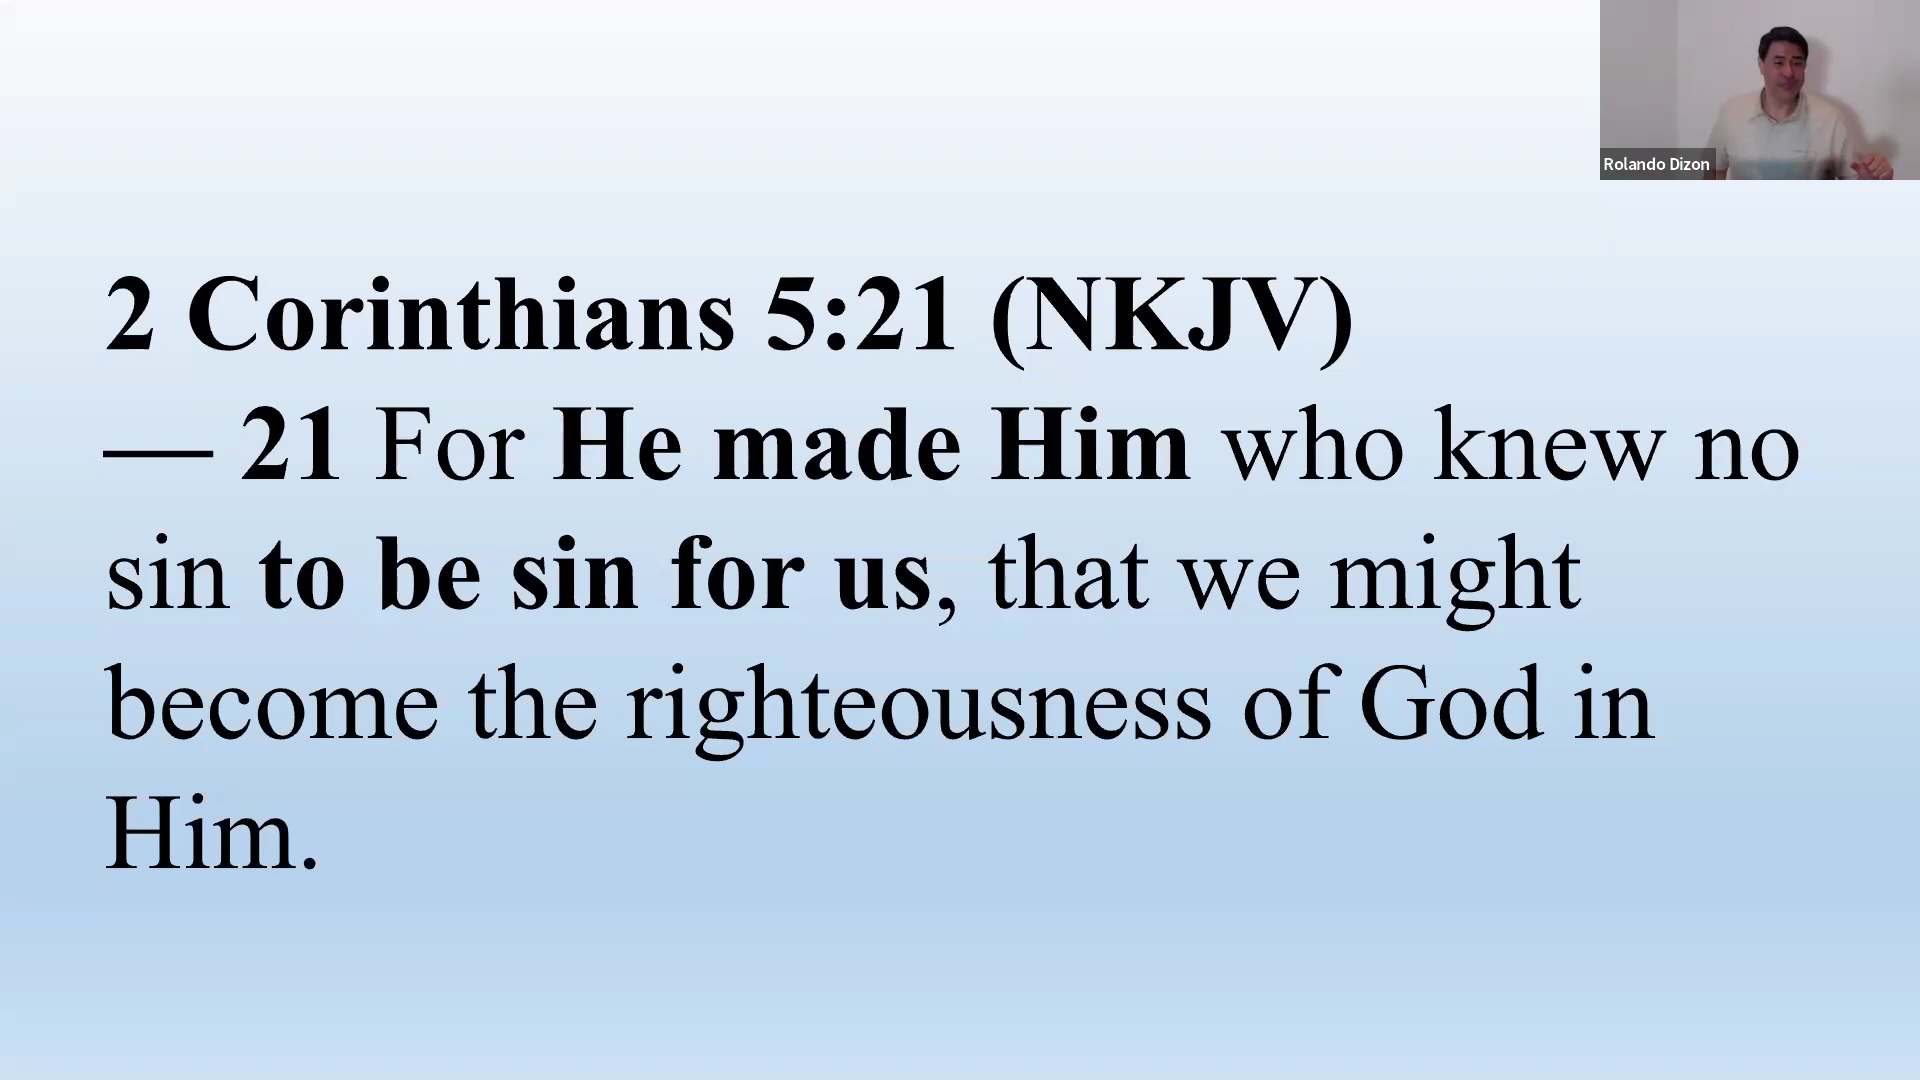 Rolando Dizon
2 Corinthians 5:21 (NKJV)
— 21 For He made Him who knew no
sin to be sin for us, that we might
become the righteousness of God in
Him.